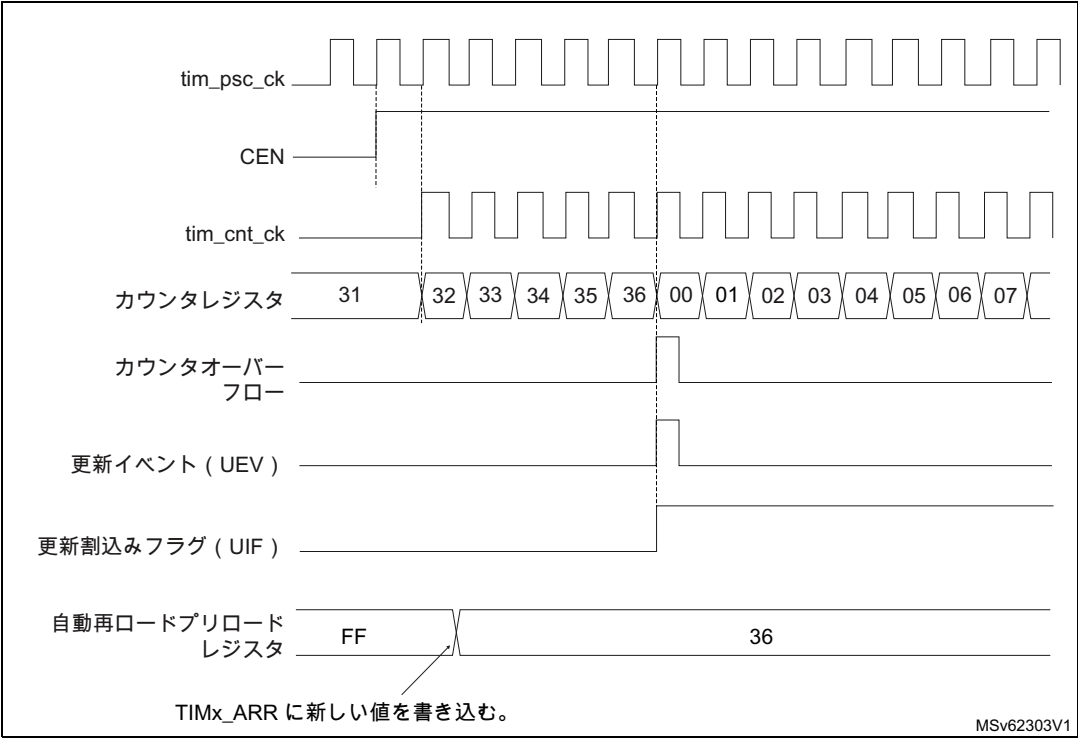 tim_psc_ck
CEN
tim_cnt_ck
カウンタレジスタ 31 32 33 34 35 36 00 01 02 03 04 05 06 07
カウンタオーバー
フロー
更新イベント ( UEV )
更新割込みフラグ ( UIF )
自動再ロードプリロード
レジスタ
FF 36
TIMx_ARR に新しい値を書き込む。
MSv62303V1